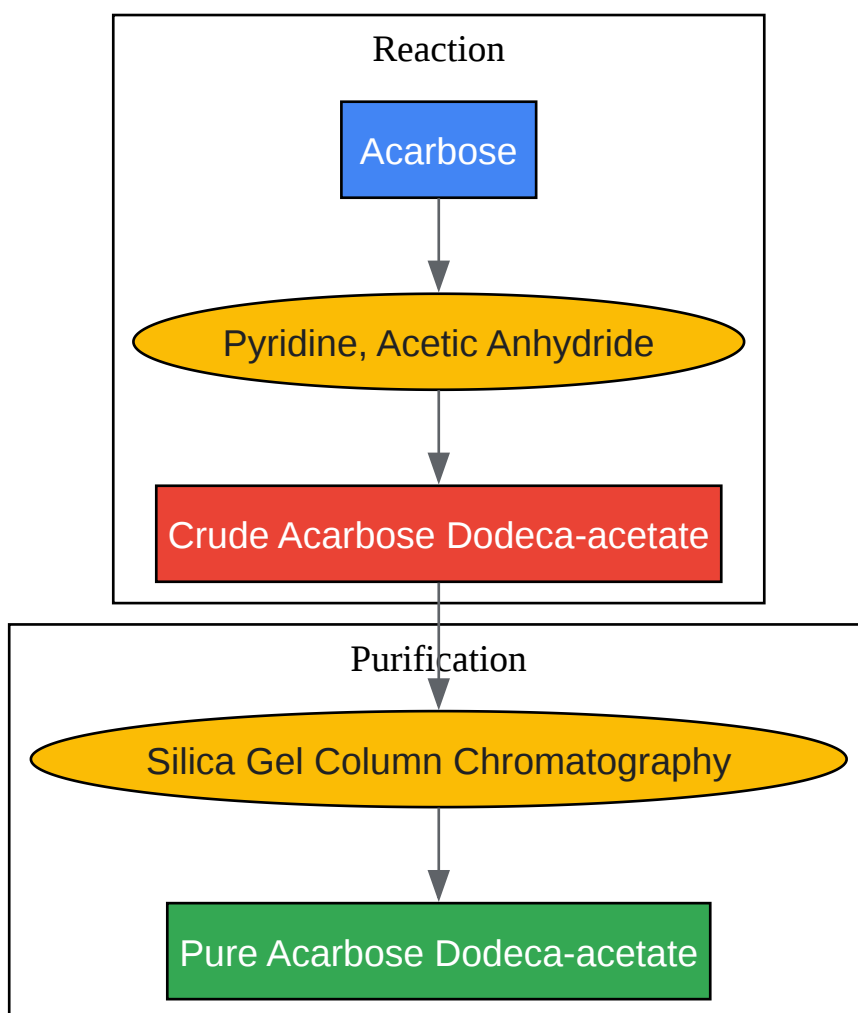 Reaction
Acarbose
Pyridine, Acetic Anhydride
Crude Acarbose Dodeca-acetate
Purification
Silica Gel Column Chromatography
Pure Acarbose Dodeca-acetate